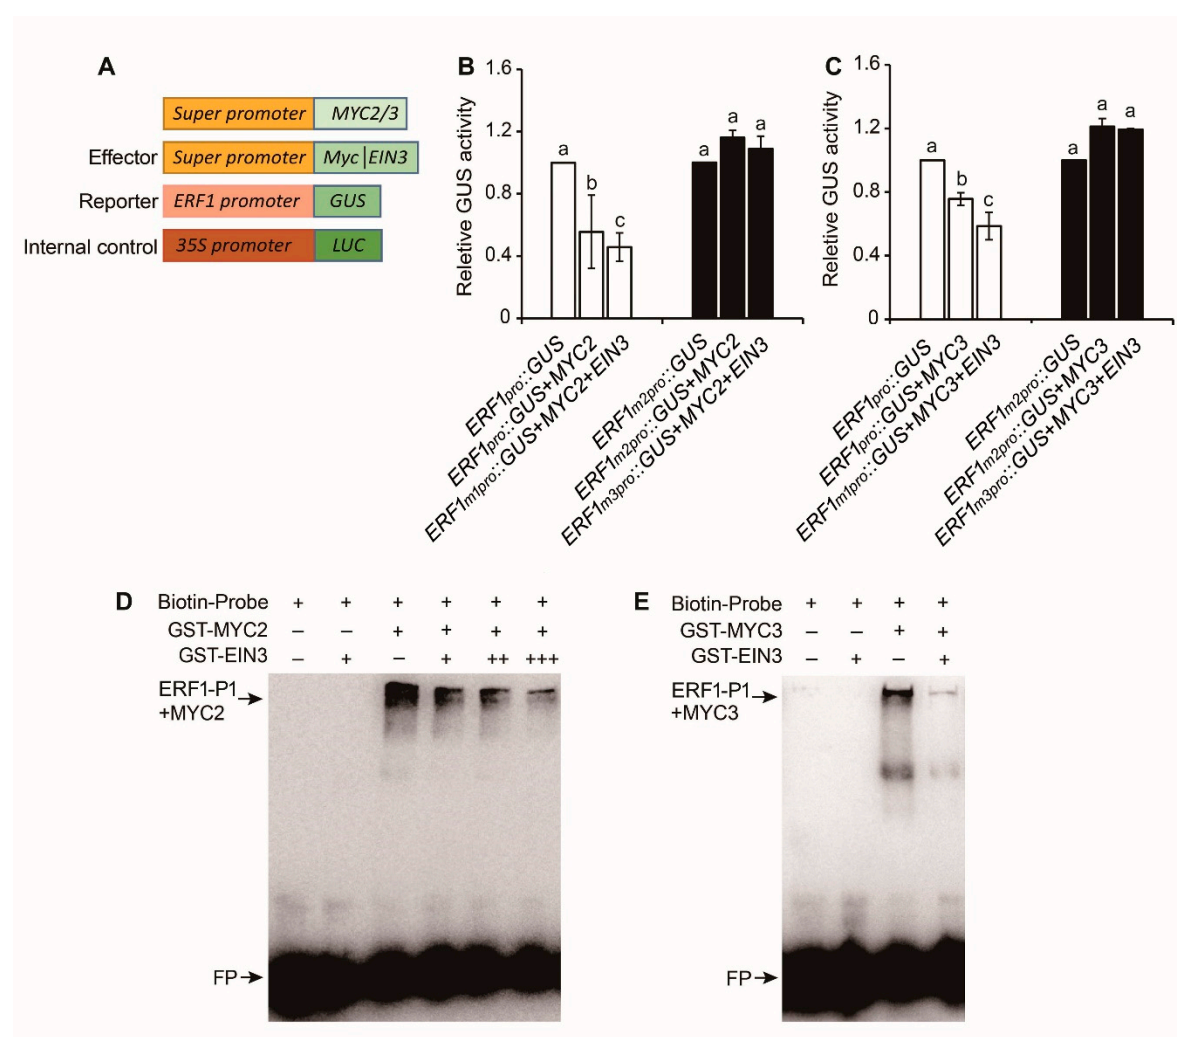 A
Super promoter MYC2/3
Effector Super promoter Myc|EIN3
Reporter ERF1 promoter GUS
Internal control 35S promoter LUC
B
Reletive GUS activity
1.6
1.2
0.8
0.4
0
a
b
c
a
a
a
ERF1pro::GUS
ERF1pro::GUS+MYC2
ERF1m1pro::GUS+MYC2+EIN3
ERF1m2pro::GUS
ERF1m2pro::GUS+MYC2
ERF1m3pro::GUS+MYC2+EIN3
C
Reletive GUS activity
1.6
1.2
0.8
0.4
0
a
b
c
a
a
a
ERF1pro::GUS
ERF1pro::GUS+MYC3
ERF1m1pro::GUS+MYC3+EIN3
ERF1m2pro::GUS
ERF1m2pro::GUS+MYC3
ERF1m3pro::GUS+MYC3+EIN3
D
Biotin-Probe + + + + + +
GST-MYC2 – – + + + +
GST-EIN3 – + – + ++ +++
ERF1-P1
+MYC2
FP
E
Biotin-Probe + + + +
GST-MYC3 – – + +
GST-EIN3 – + – +
ERF1-P1
+MYC3
FP